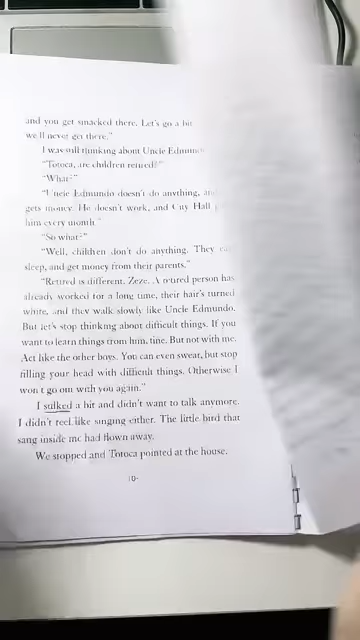 and you get smacked there. Let's go a bit
we'll never get there."
I was still thinking about Uncle Edmundo
"Totoca, are children retired?"
"What?"
"Uncle Edmundo doesn't do anything, and
gets money. He doesn't work, and City Hall
him every month."
"So what?"
"Well, children don't do anything. They
sleep, and get money from their parents."
"Retired is different, Zeze. A retired person has
already worked for a long time, their hair's turned
white, and they walk slowly like Uncle Edmundo.
But let's stop thinking about difficult things. If you
want to learn things from him, fine. But not with me.
Act like the other boys. You can even swear, but stop
filling your head with difficult things. Otherwise I
won't go out with you again."
I sulked a bit and didn't want to talk anymore.
I didn't feel like singing either. The little bird that
sang inside me had flown away.
We stopped and Totoca pointed at the house.